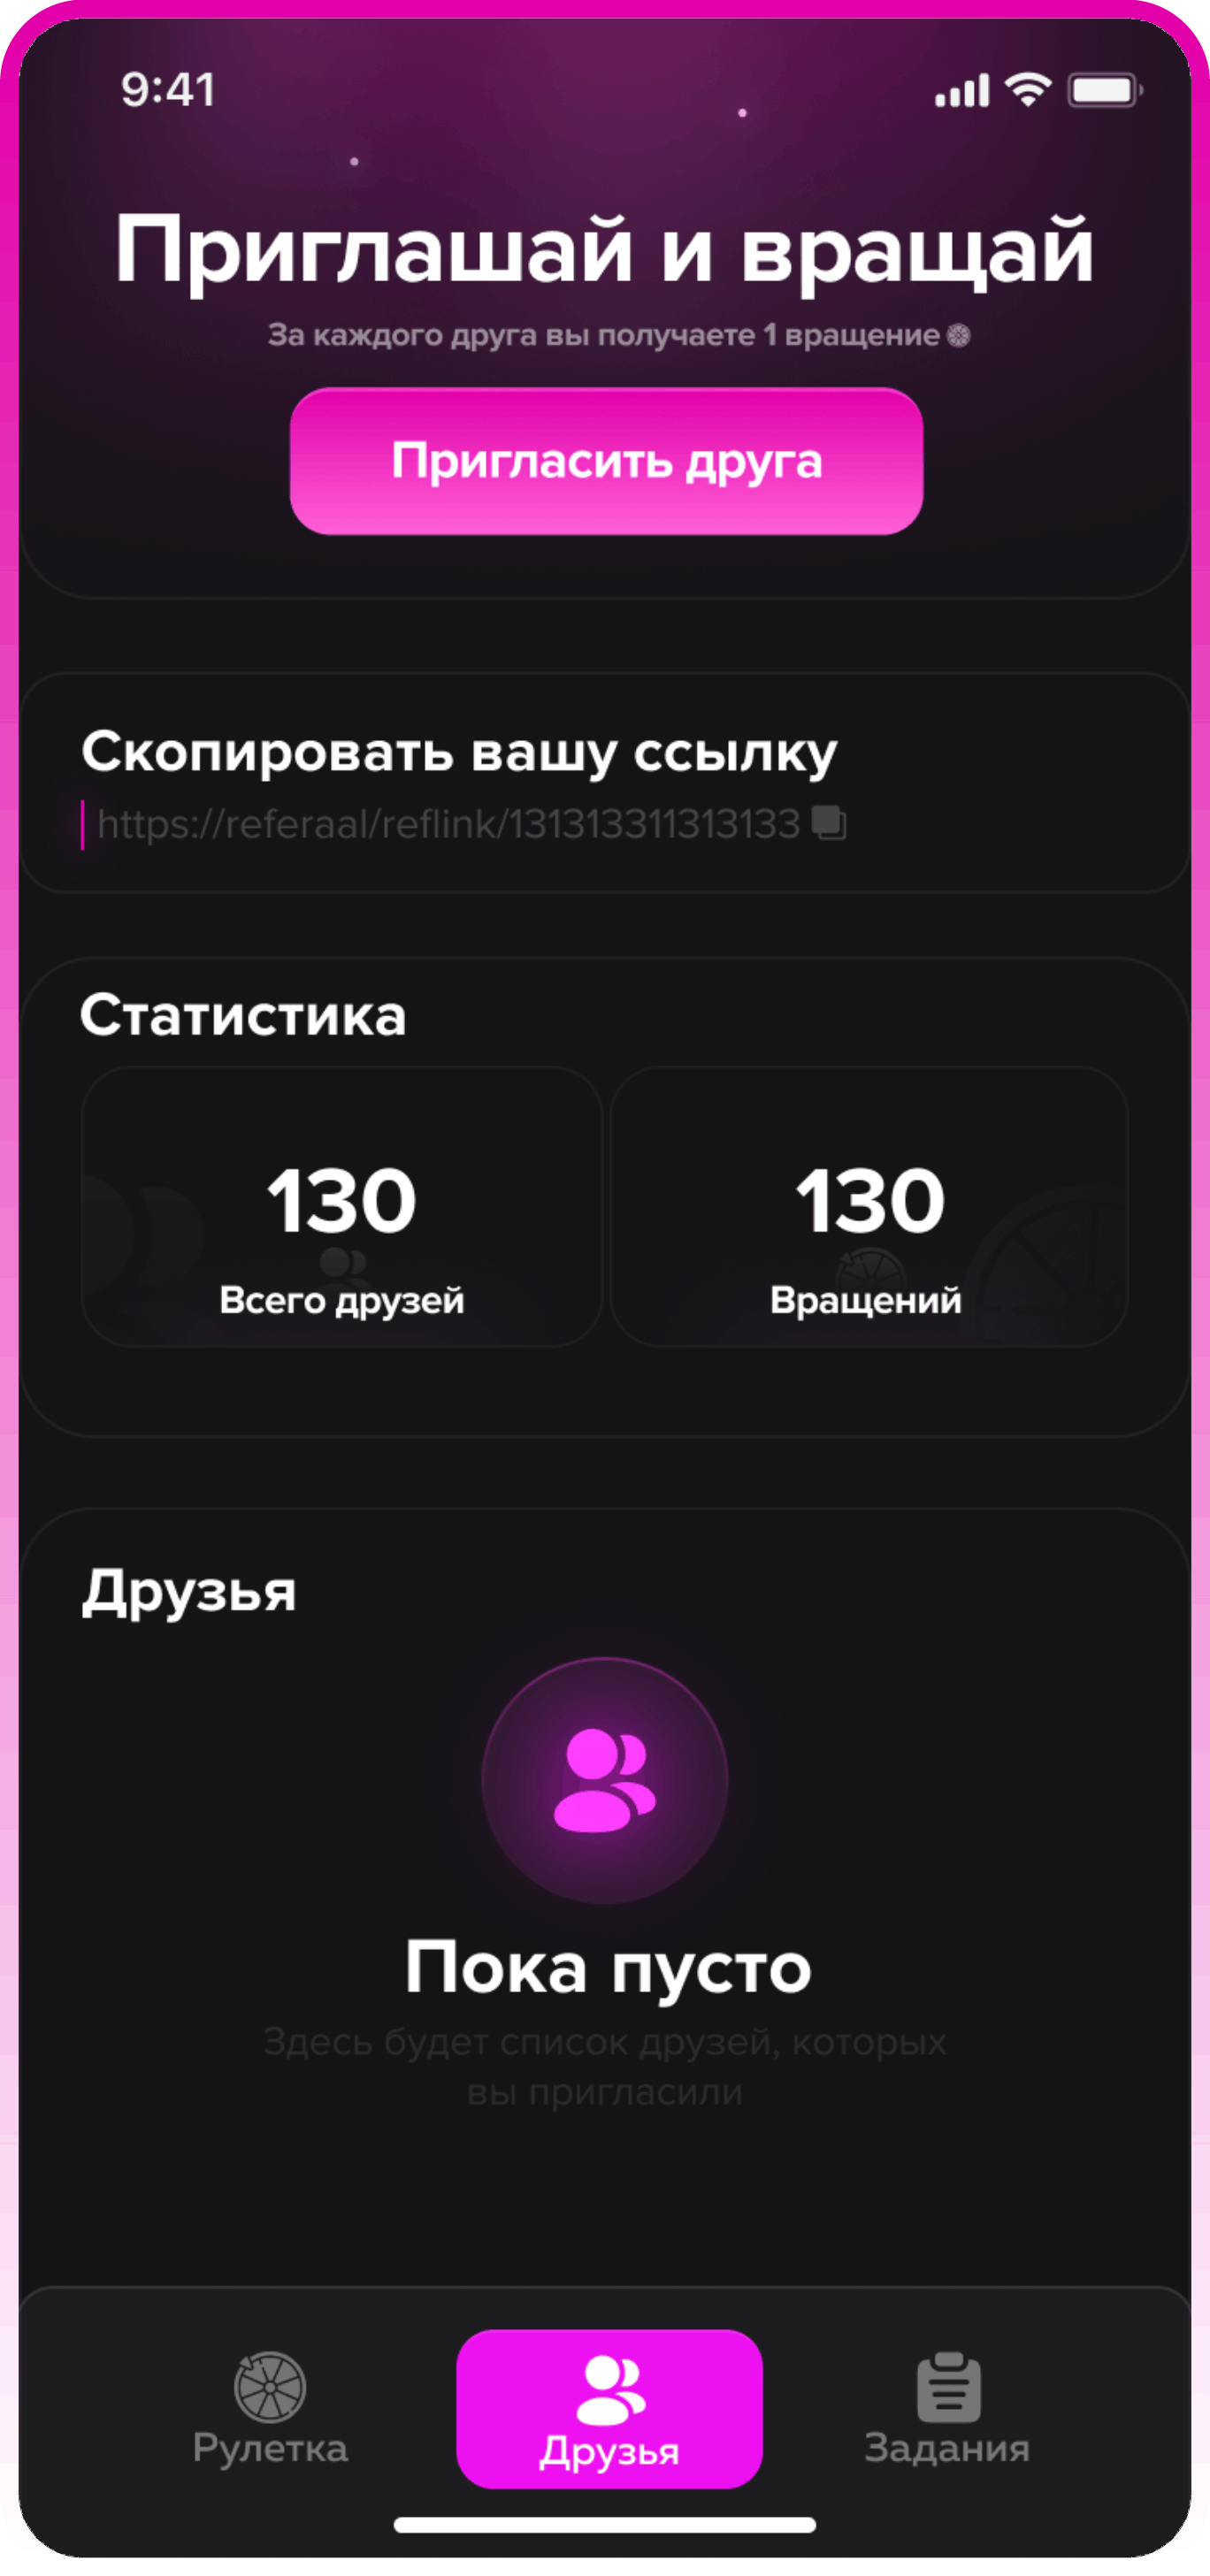 9:41
Приглашай и вращай
За каждого друга вы получаете 1 вращение
Пригласить друга
Скопировать вашу ссылку
https://referaal/reflink/131313311313133
Статистика
130
Всего друзей
130
Вращений
Друзья
Пока пусто
Здесь будет список друзей, которых
вы пригласили
Рулетка
Друзья
Задания